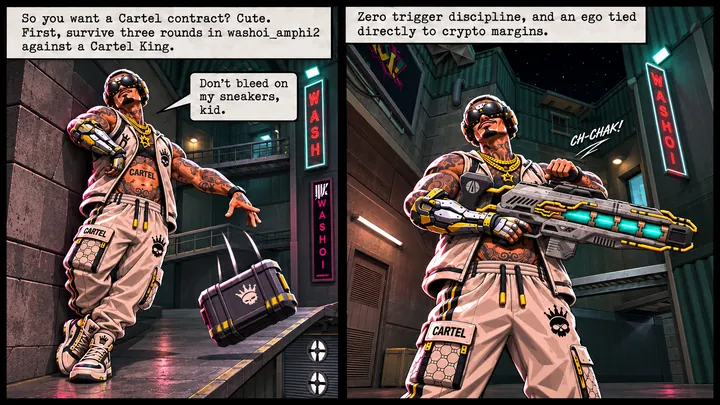 So you want a Cartel contract? Cute.
First, survive three rounds in washoi_amphi2
against a Cartel King.
Don't bleed on
my sneakers,
kid.
WASH
WASHOI
CARTEL
CARTEL
Zero trigger discipline, and an ego tied
directly to crypto margins.
CH-CHAK!
WASHOI
CARTEL